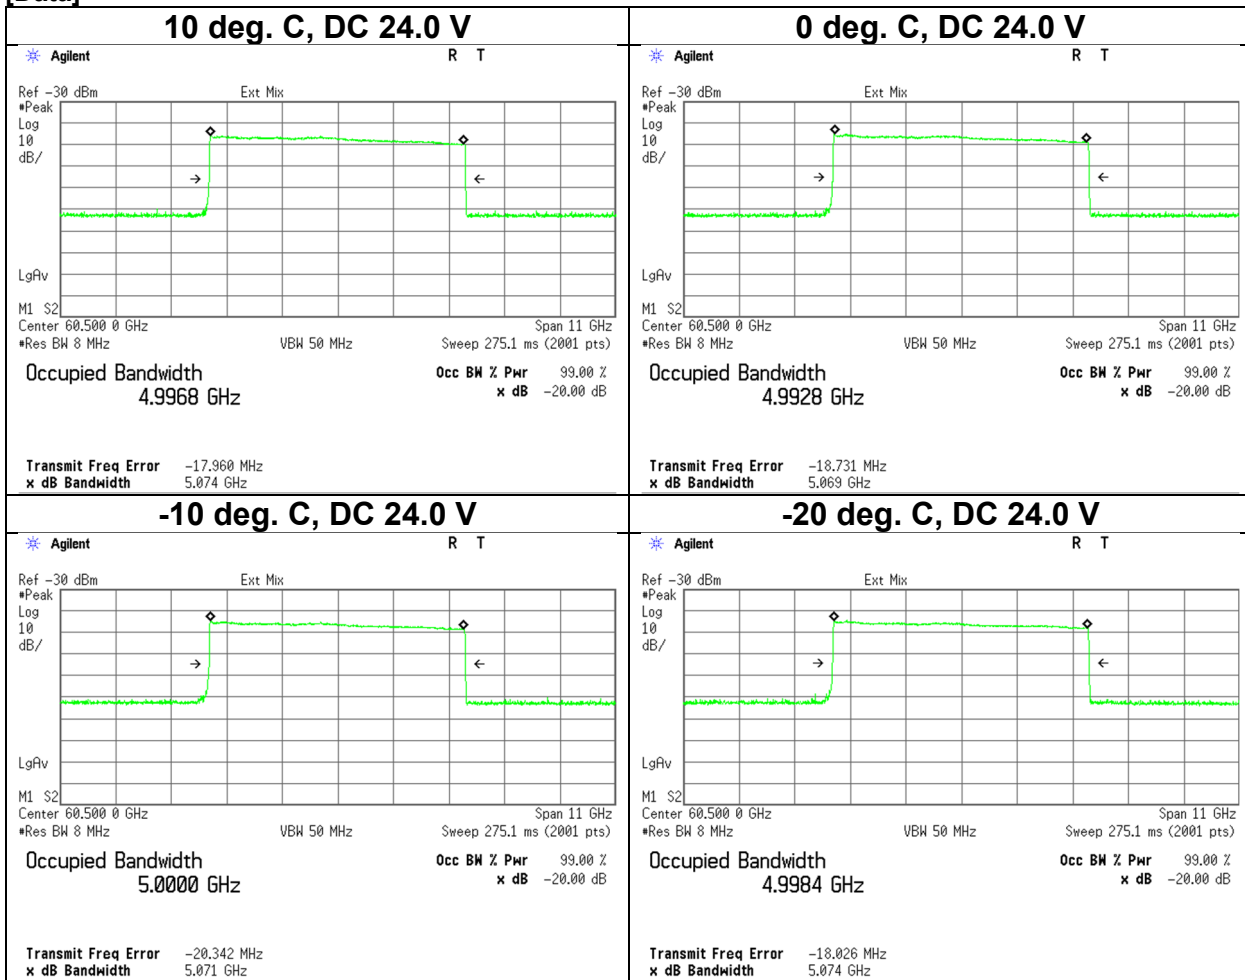 [Data]
10 deg. C, DC 24.0 V
Agilent
R T
Ref -30 dBm
Ext Mix
#Peak
Log
10
dB/
LgAv
M1 S2
Center 60.500 0 GHz
Span 11 GHz
#Res BW 8 MHz
VBW 50 MHz
Sweep 275.1 ms (2001 pts)
Occupied Bandwidth
4.9968 GHz
Occ BW % Pwr 99.00 %
x dB -20.00 dB
Transmit Freq Error -17.960 MHz
x dB Bandwidth 5.074 GHz
0 deg. C, DC 24.0 V
Agilent
R T
Ref -30 dBm
Ext Mix
#Peak
Log
10
dB/
LgAv
M1 S2
Center 60.500 0 GHz
Span 11 GHz
#Res BW 8 MHz
VBW 50 MHz
Sweep 275.1 ms (2001 pts)
Occupied Bandwidth
4.9928 GHz
Occ BW % Pwr 99.00 %
x dB -20.00 dB
Transmit Freq Error -18.731 MHz
x dB Bandwidth 5.069 GHz
-10 deg. C, DC 24.0 V
Agilent
R T
Ref -30 dBm
Ext Mix
#Peak
Log
10
dB/
LgAv
M1 S2
Center 60.500 0 GHz
Span 11 GHz
#Res BW 8 MHz
VBW 50 MHz
Sweep 275.1 ms (2001 pts)
Occupied Bandwidth
5.0000 GHz
Occ BW % Pwr 99.00 %
x dB -20.00 dB
Transmit Freq Error -20.342 MHz
x dB Bandwidth 5.071 GHz
-20 deg. C, DC 24.0 V
Agilent
R T
Ref -30 dBm
Ext Mix
#Peak
Log
10
dB/
LgAv
M1 S2
Center 60.500 0 GHz
Span 11 GHz
#Res BW 8 MHz
VBW 50 MHz
Sweep 275.1 ms (2001 pts)
Occupied Bandwidth
4.9984 GHz
Occ BW % Pwr 99.00 %
x dB -20.00 dB
Transmit Freq Error -18.026 MHz
x dB Bandwidth 5.074 GHz